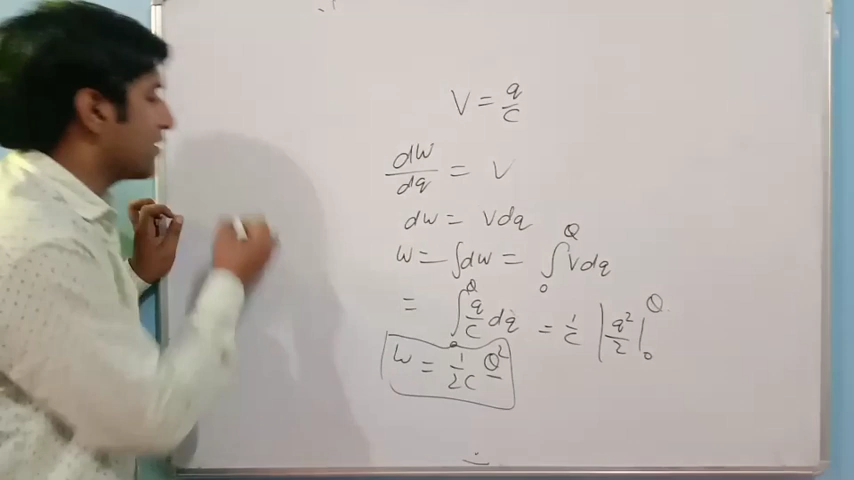 V = q/C
dW/dq = V
dw = Vdq
W = ∫dw = ∫₀^Q Vdq
= ∫₀^Q q/C dq = 1/C |q²/2|₀^Q
W = 1/2C Q²